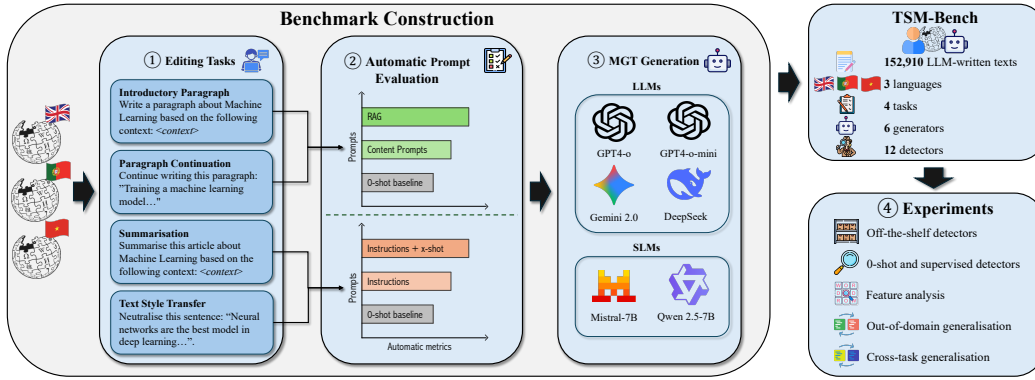 Benchmark Construction
① Editing Tasks
Introductory Paragraph
Write a paragraph about Machine
Learning based on the following
context: <context>
Paragraph Continuation
Continue writing this paragraph:
"Training a machine learning
model…"
Summarisation
Summarise this article about
Machine Learning based on the
following context: <context>
Text Style Transfer
Neutralise this sentence: "Neural
networks are the best model in
deep learning…".
② Automatic Prompt
Evaluation
Prompts
RAG
Content Prompts
0-shot baseline
Prompts
Instructions + x-shot
Instructions
0-shot baseline
Automatic metrics
③ MGT Generation
LLMs
GPT4-o
GPT4-o-mini
Gemini 2.0
DeepSeek
SLMs
Mistral-7B
Qwen 2.5-7B
TSM-Bench
152,910 LLM-written texts
3 languages
4 tasks
6 generators
12 detectors
④ Experiments
Off-the-shelf detectors
0-shot and supervised detectors
Feature analysis
Out-of-domain generalisation
Cross-task generalisation